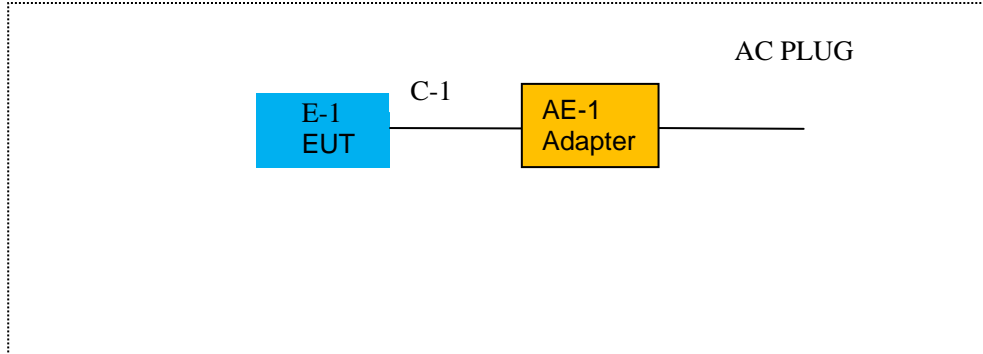 AC PLUG
C-1
E-1
EUT
AE-1
Adapter